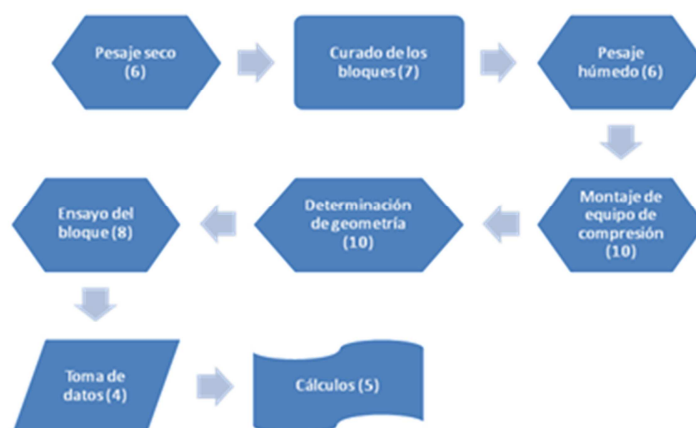 Pesaje seco
(6)
Curado de los
bloques (7)
Pesaje
húmedo (6)
Montaje de
equipo de
compresión
(10)
Determinación
de geometría
(10)
Ensayo del
bloque (8)
Toma de
datos (4)
Cálculos (5)